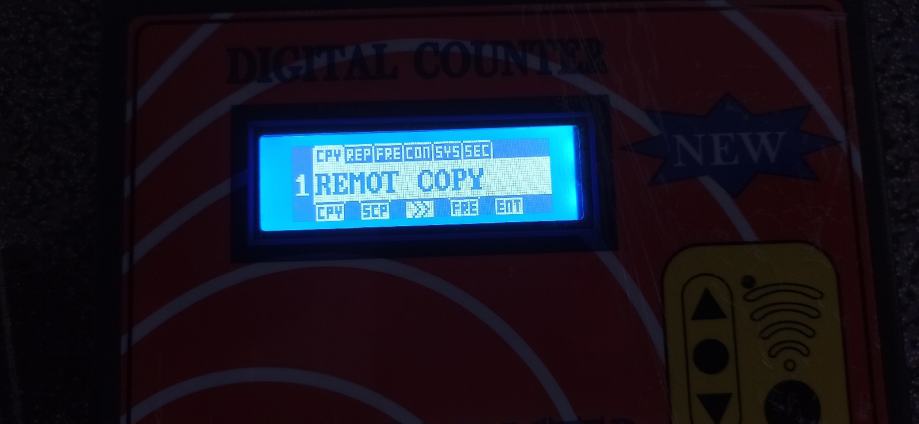 DIGITAL COUNTER
NEW
CPY REP FRE CON SYS SEC
1 REMOT COPY
CPY SCP >> FRE ENT